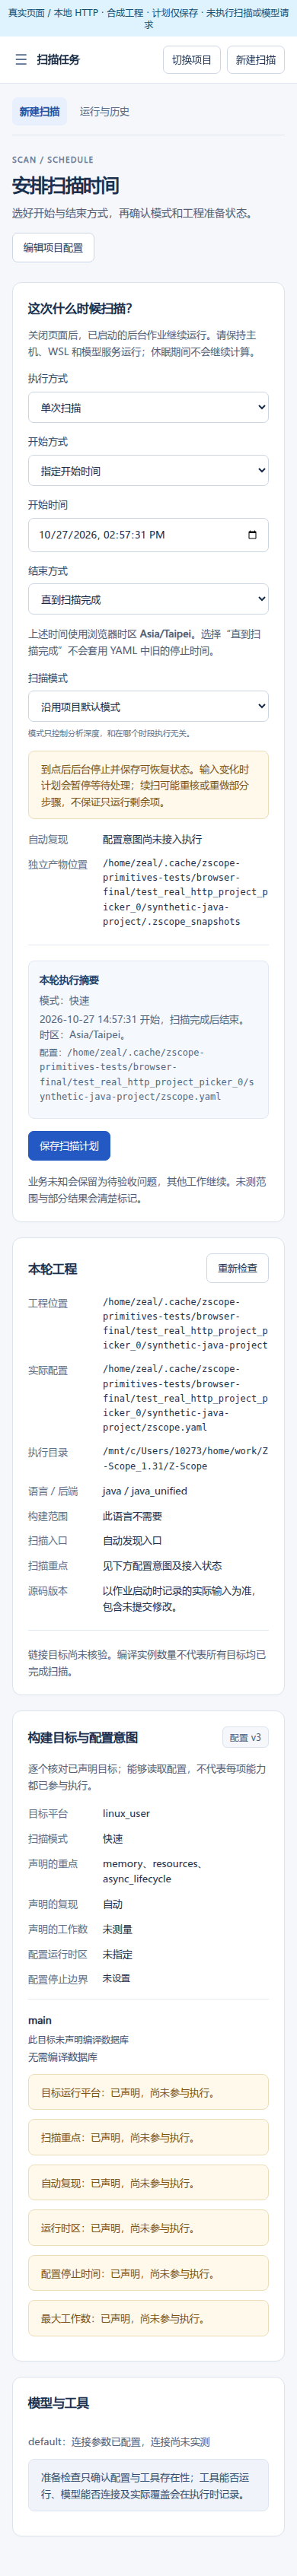 真实页面 / 本地 HTTP · 合成工程 · 计划仅保存 · 未执行扫描或模型请
求
☰ 扫描任务 切换项目 新建扫描
新建扫描 运行与历史
SCAN / SCHEDULE
安排扫描时间
选好开始与结束方式，再确认模式和工程准备状态。
编辑项目配置
这次什么时候扫描？
关闭页面后，已启动的后台作业继续运行。请保持主
机、WSL 和模型服务运行；休眠期间不会继续计算。
执行方式
单次扫描
开始方式
指定开始时间
开始时间
10/27/2026, 02:57:31 PM
结束方式
直到扫描完成
上述时间使用浏览器时区 Asia/Taipei。选择“直到扫
描完成”不会套用 YAML 中旧的停止时间。
扫描模式
沿用项目默认模式
模式只控制分析深度，和在哪个时段执行无关。
到点后后台停止并保存可恢复状态。输入变化时
计划会暂停等待处理；续扫可能重核或重做部分
步骤，不保证只运行剩余项。
自动复现 配置意图尚未接入执行
独立产物位置 /home/zeal/.cache/zscope-
primitives-tests/browser-
final/test_real_http_project_p
icker_0/synthetic-java-
project/.zscope_snapshots
本轮执行摘要
模式：快速
2026-10-27 14:57:31 开始，扫描完成后结束。
时区：Asia/Taipei。
配置：/home/zeal/.cache/zscope-
primitives-tests/browser-
final/test_real_http_project_picker_0/s
ynthetic-java-project/zscope.yaml
保存扫描计划
业务未知会保留为待验收问题，其他工作继续。未测范
围与部分结果会清楚标记。
本轮工程 重新检查
工程位置 /home/zeal/.cache/zscope-
primitives-tests/browser-
final/test_real_http_project_p
icker_0/synthetic-java-project
实际配置 /home/zeal/.cache/zscope-
primitives-tests/browser-
final/test_real_http_project_p
icker_0/synthetic-java-
project/zscope.yaml
执行目录 /mnt/c/Users/10273/home/work/Z
-Scope_1.31/Z-Scope
语言 / 后端 java / java_unified
构建范围 此语言不需要
扫描入口 自动发现入口
扫描重点 见下方配置意图及接入状态
源码版本 以作业启动时记录的实际输入为准，
包含未提交修改。
链接目标尚未核验。编译实例数量不代表所有目标均已
完成扫描。
构建目标与配置意图 配置 v3
逐个核对已声明目标；能够读取配置，不代表每项能力
都已参与执行。
目标平台 linux_user
扫描模式 快速
声明的重点 memory、resources、
async_lifecycle
声明的复现 自动
声明的工作数 未测量
配置运行时区 未指定
配置停止边界 未设置
main
此目标未声明编译数据库
无需编译数据库
目标运行平台：已声明，尚未参与执行。
扫描重点：已声明，尚未参与执行。
自动复现：已声明，尚未参与执行。
运行时区：已声明，尚未参与执行。
配置停止时间：已声明，尚未参与执行。
最大工作数：已声明，尚未参与执行。
模型与工具
default：连接参数已配置，连接尚未实测
准备检查只确认配置与工具存在性；工具能否运
行、模型能否连接及实际覆盖会在执行时记录。